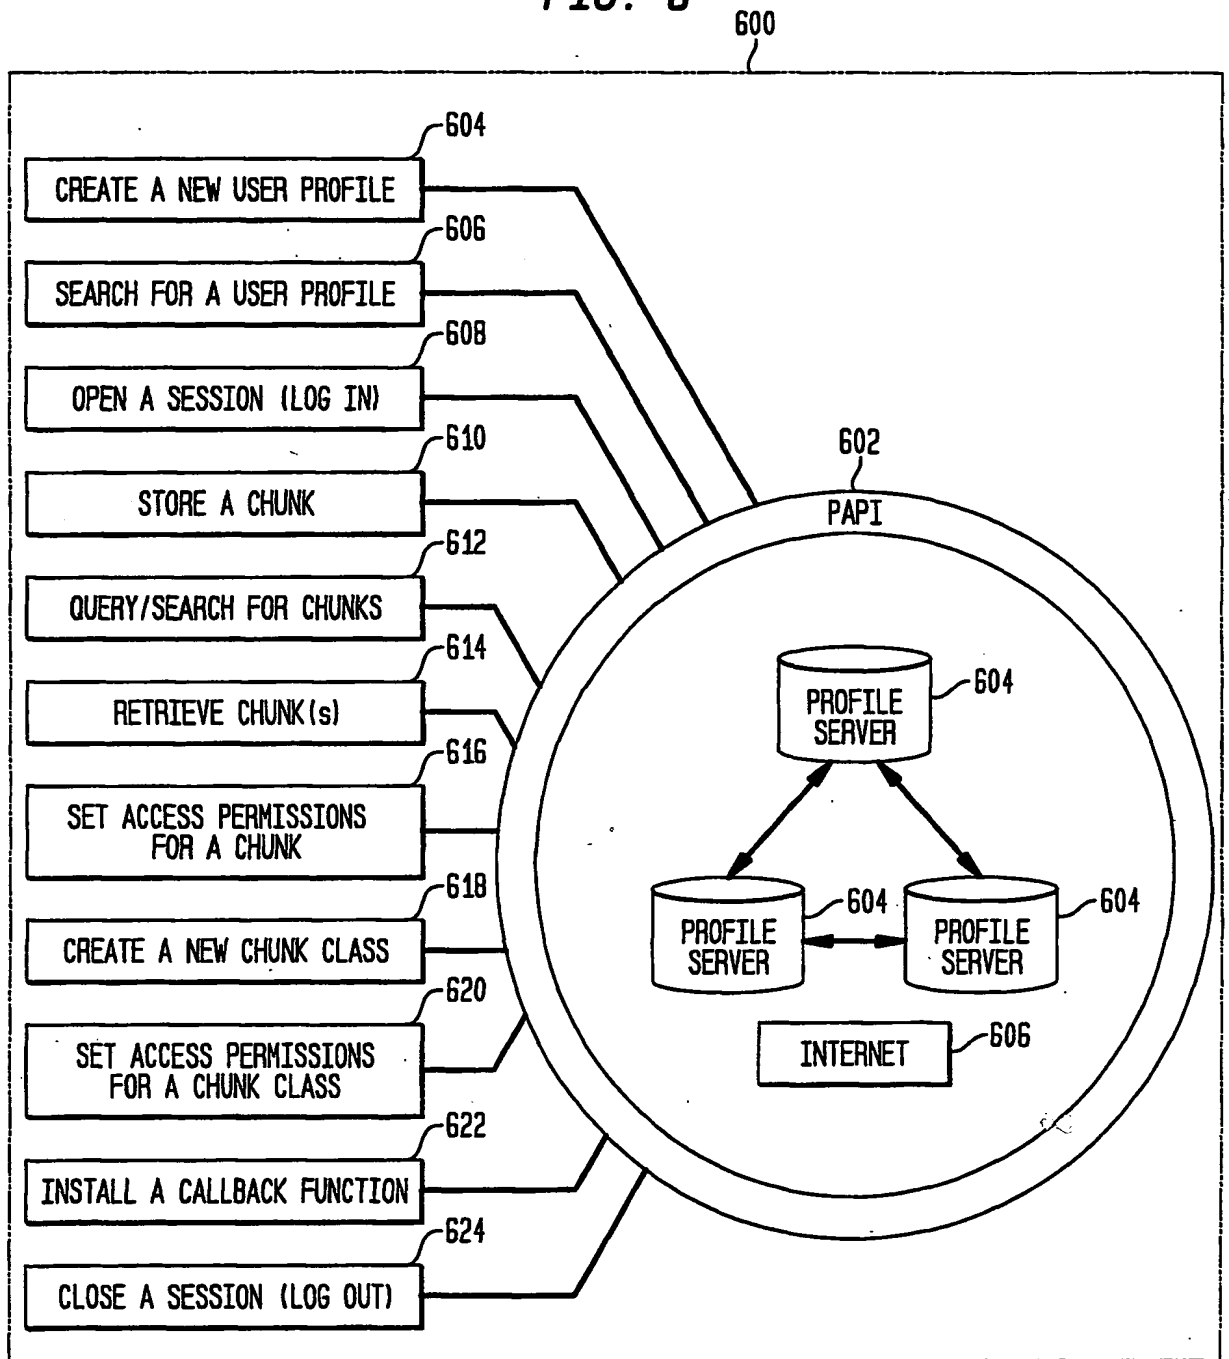 FIG. 6
600
604
CREATE A NEW USER PROFILE
606
SEARCH FOR A USER PROFILE
608
OPEN A SESSION (LOG IN)
610
STORE A CHUNK
612
QUERY/SEARCH FOR CHUNKS
614
RETRIEVE CHUNK(s)
616
SET ACCESS PERMISSIONS
FOR A CHUNK
618
CREATE A NEW CHUNK CLASS
620
SET ACCESS PERMISSIONS
FOR A CHUNK CLASS
622
INSTALL A CALLBACK FUNCTION
624
CLOSE A SESSION (LOG OUT)
602
PAPI
PROFILE
SERVER
604
PROFILE
SERVER
604
PROFILE
SERVER
604
INTERNET
606